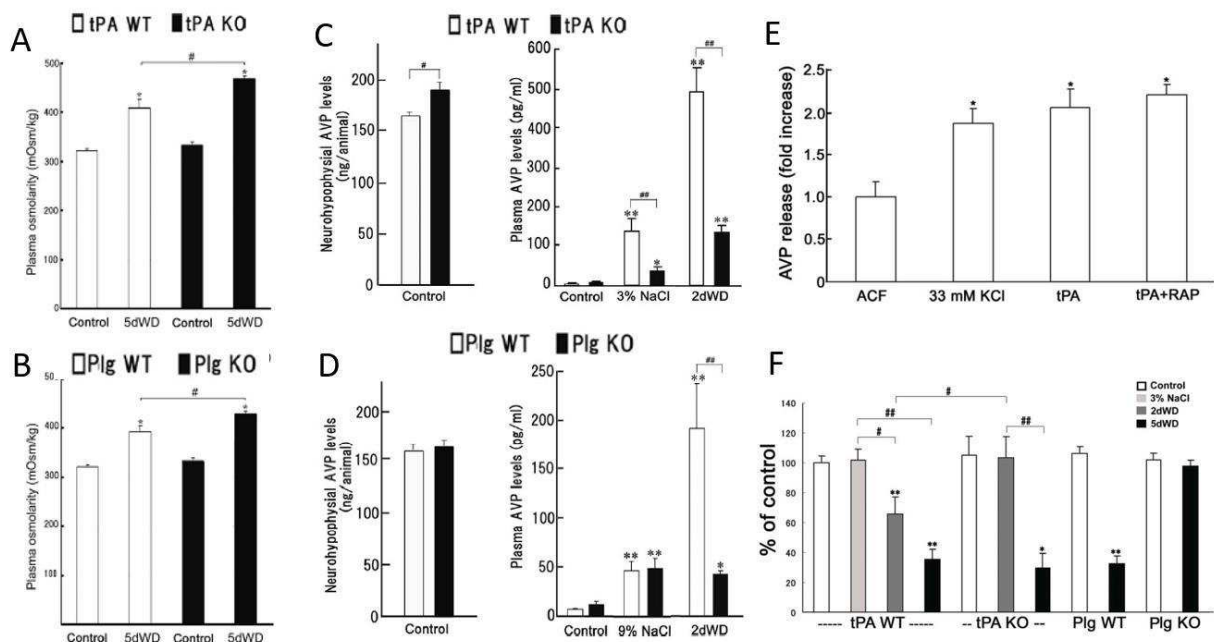 A
tPA WT tPA KO
Plasma osmolarity (mOsm/kg)
500
400
300
200
100
0
#
*
*
Control 5dWD Control 5dWD
B
Plg WT Plg KO
Plasma osmolarity (mOsm/kg)
50
400
300
400
100
#
*
*
Control 5dWD Control 5dWD
C
tPA WT tPA KO
Neurohypophysial AVP levels
(ng/animal)
200
150
100
50
0
#
Control
Plasma AVP levels (pg/ml)
600
500
400
300
200
100
0
##
**
*
##
**
**
Control 3% NaCl 2dWD
D
Plg WT Plg KO
Neurohypophysial AVP levels
(ng/animal)
200
150
100
50
0
Control
Plasma AVP levels (pg/ml)
250
200
150
100
50
0
**
**
##
**
*
Control 9% NaCl 2dWD
E
AVP release (fold increase)
2.5
2.0
1.5
1.0
0.5
*
*
*
ACF 33 mM KCl tPA tPA+RAP
F
Control
3% NaCl
2dWD
5dWD
% of control
140
120
100
80
60
40
20
0
#
##
#
##
**
**
*
**
----- tPA WT ----- -- tPA KO -- Plg WT Plg KO